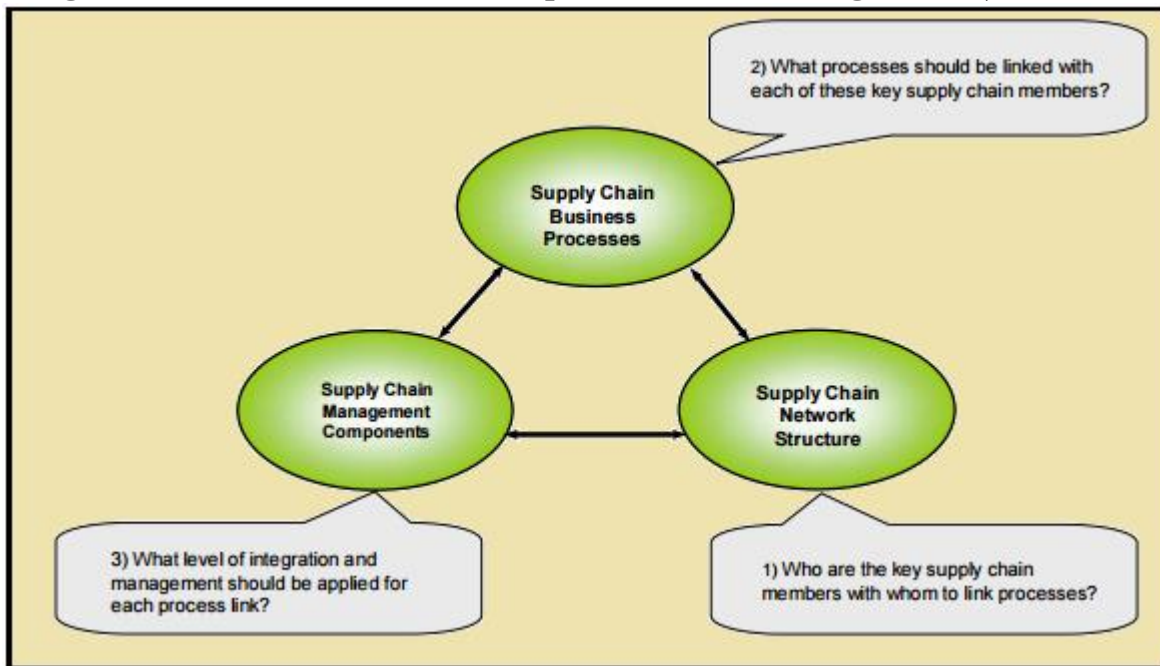 2) What processes should be linked with
each of these key supply chain members?
Supply Chain
Business
Processes
Supply Chain
Management
Components
Supply Chain
Network
Structure
3) What level of integration and
management should be applied for
each process link?
1) Who are the key supply chain
members with whom to link processes?